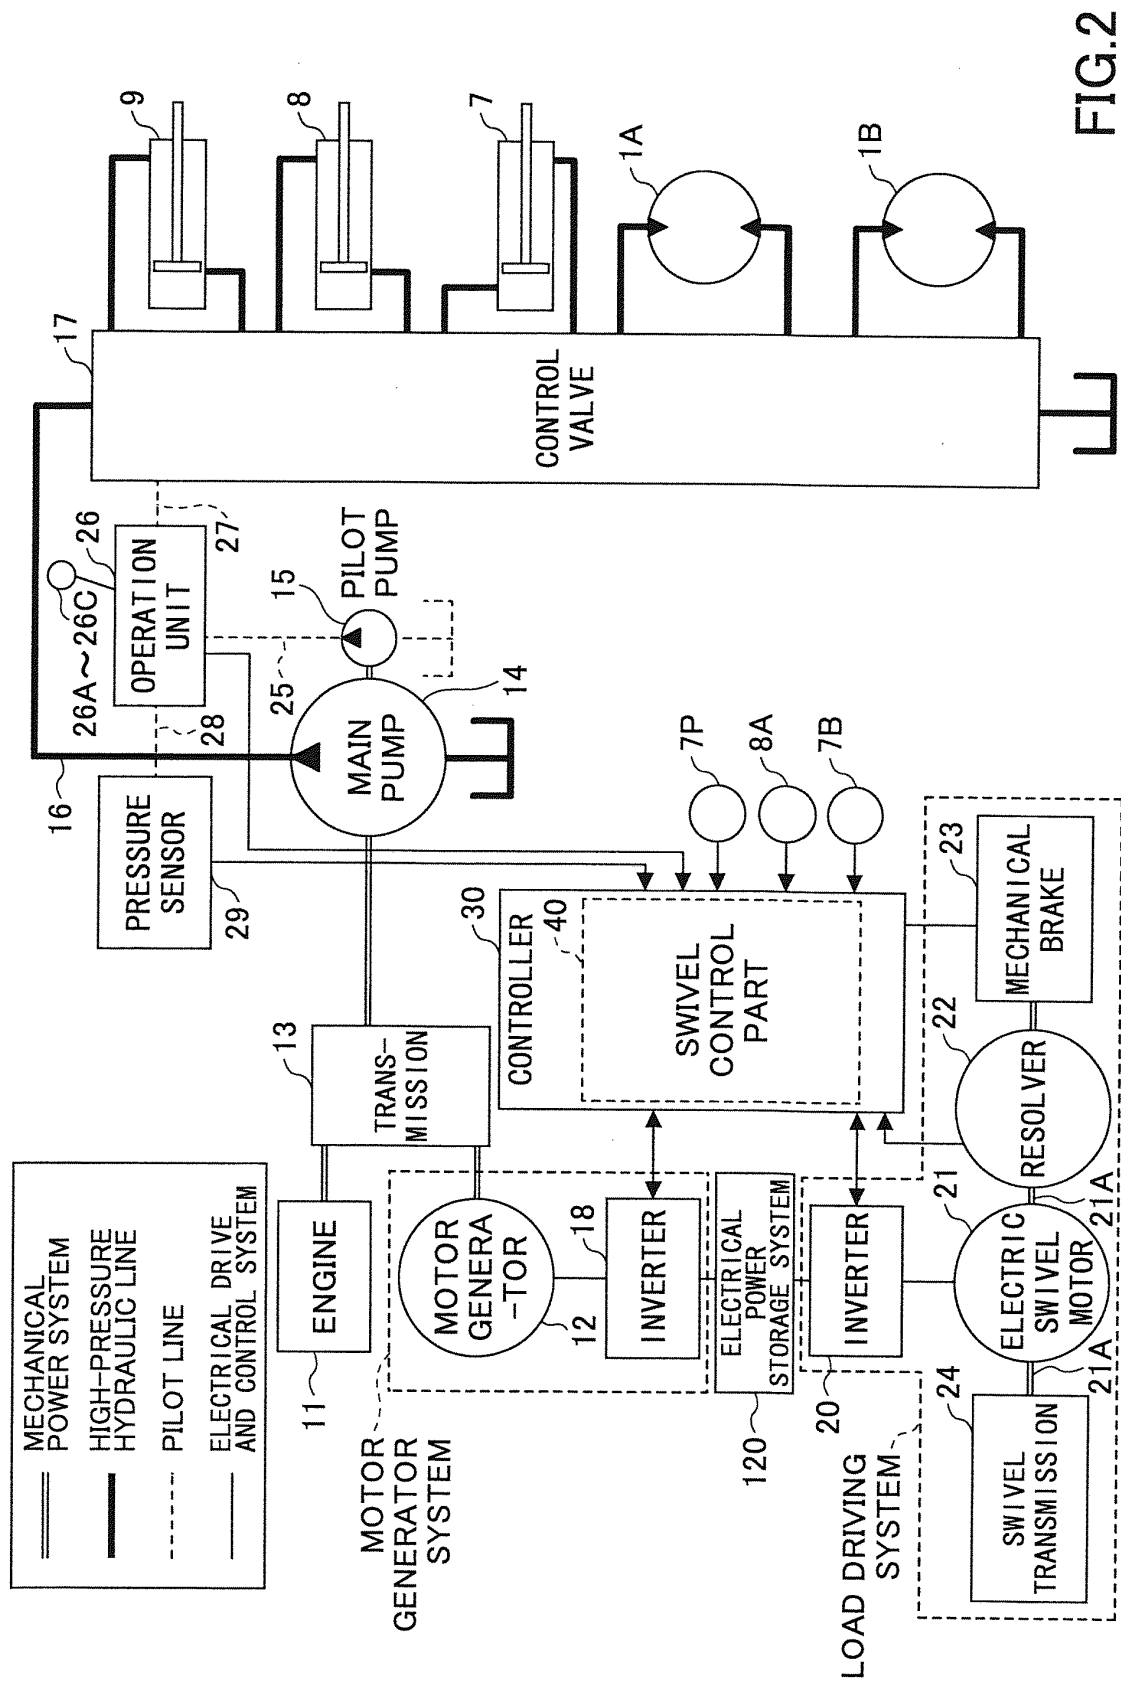 MECHANICAL
POWER SYSTEM
HIGH-PRESSURE
HYDRAULIC LINE
PILOT LINE
ELECTRICAL DRIVE
AND CONTROL SYSTEM
MOTOR
GENERATOR
SYSTEM
11
ENGINE
13
TRANS-
MISSION
MOTOR
GENERA
-TOR
12
18
INVERTER
120
ELECTRICAL
POWER
STORAGE SYSTEM
LOAD DRIVING
SYSTEM
20
INVERTER
24
SWIVEL
TRANSMISSION
21A
21
ELECTRIC
SWIVEL
MOTOR
21A
22
RESOLVER
23
MECHANICAL
BRAKE
30
CONTROLLER
40
SWIVEL
CONTROL
PART
7P
8A
7B
29
PRESSURE
SENSOR
16
28
26A~26C
26
OPERATION
UNIT
27
25
15
PILOT
PUMP
14
MAIN
PUMP
17
CONTROL
VALVE
9
8
7
1A
1B
FIG.2